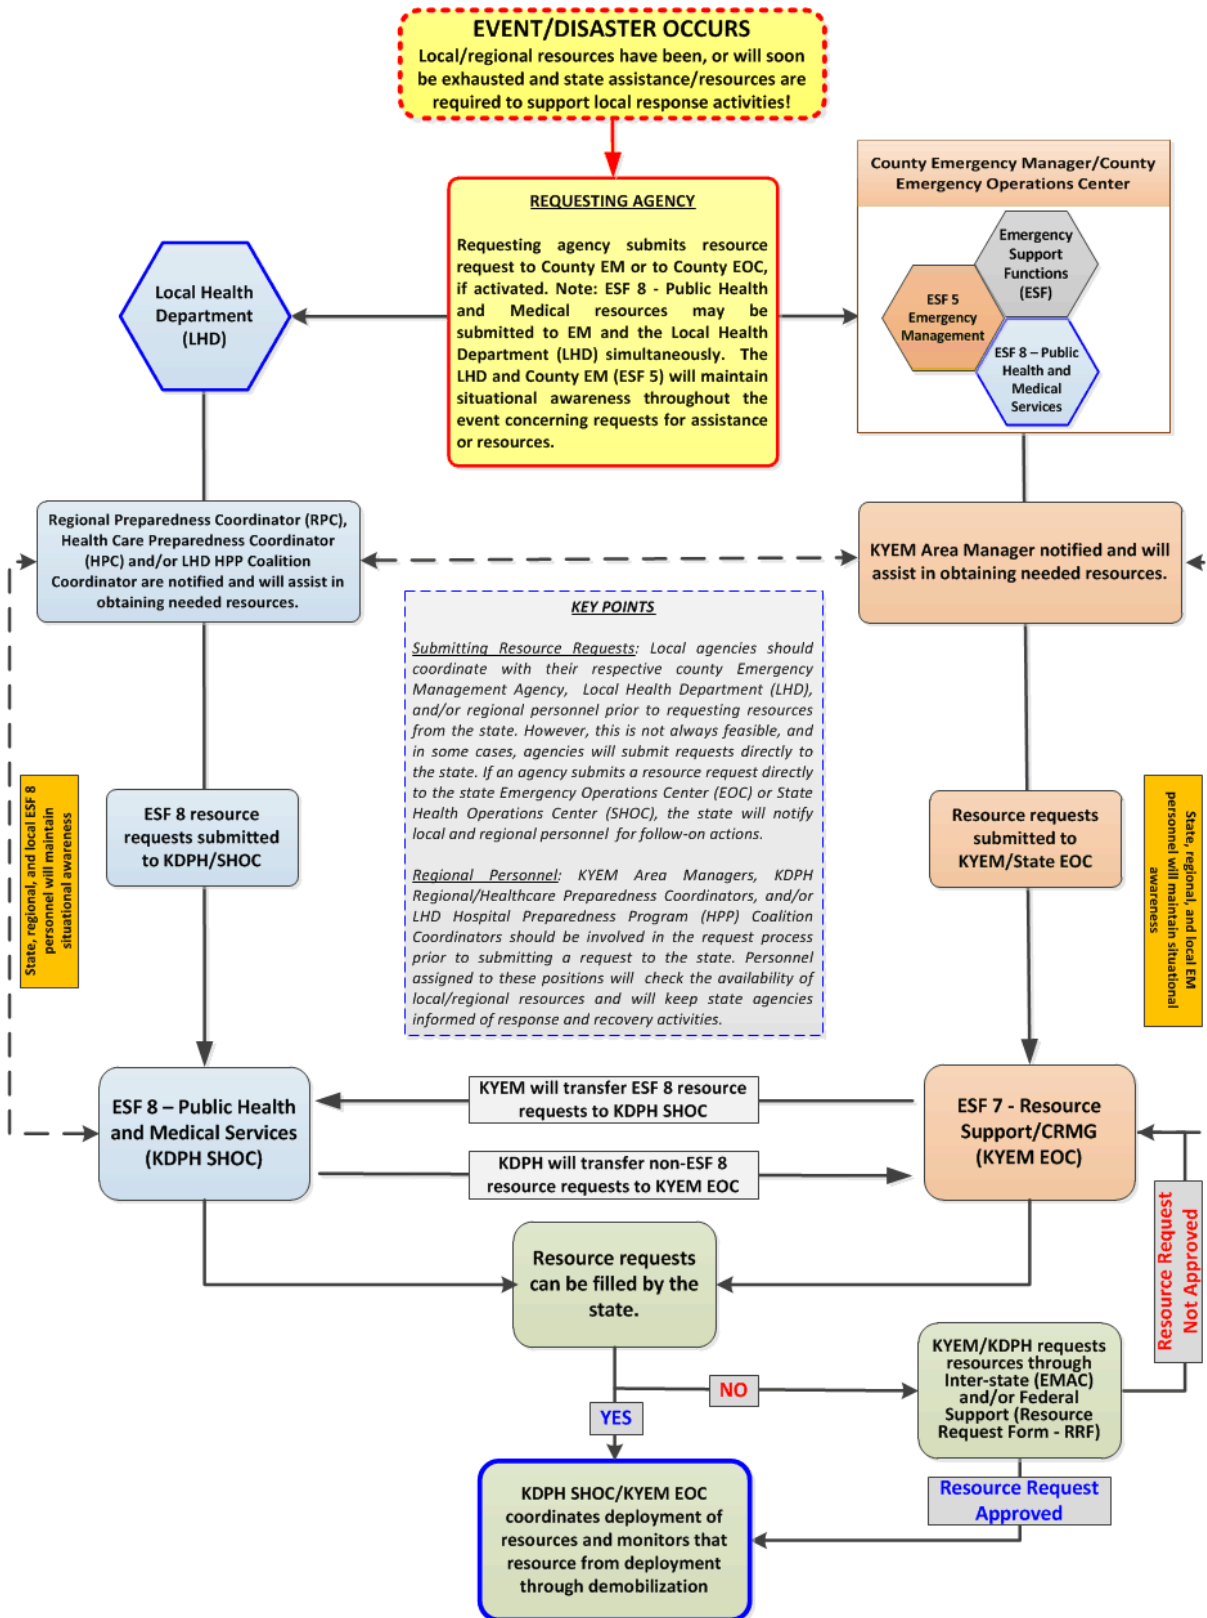 EVENT/DISASTER OCCURS
Local/regional resources have been, or will soon
be exhausted and state assistance/resources are
required to support local response activities!
REQUESTING AGENCY
Requesting agency submits resource
request to County EM or to County EOC,
if activated. Note: ESF 8 - Public Health
and Medical resources may be
submitted to EM and the Local Health
Department (LHD) simultaneously. The
LHD and County EM (ESF 5) will maintain
situational awareness throughout the
event concerning requests for assistance
or resources.
County Emergency Manager/County
Emergency Operations Center
Emergency
Support
Functions
(ESF)
ESF 5
Emergency
Management
ESF 8 – Public
Health and
Medical
Services
Local Health
Department
(LHD)
Regional Preparedness Coordinator (RPC),
Health Care Preparedness Coordinator
(HPC) and/or LHD HPP Coalition
Coordinator are notified and will assist in
obtaining needed resources.
KYEM Area Manager notified and will
assist in obtaining needed resources.
KEY POINTS
Submitting Resource Requests: Local agencies should
coordinate with their respective county Emergency
Management Agency, Local Health Department (LHD),
and/or regional personnel prior to requesting resources
from the state. However, this is not always feasible, and
in some cases, agencies will submit requests directly to
the state. If an agency submits a resource request directly
to the state Emergency Operations Center (EOC) or State
Health Operations Center (SHOC), the state will notify
local and regional personnel for follow-on actions.
Regional Personnel: KYEM Area Managers, KDPH
Regional/Healthcare Preparedness Coordinators, and/or
LHD Hospital Preparedness Program (HPP) Coalition
Coordinators should be involved in the request process
prior to submitting a request to the state. Personnel
assigned to these positions will check the availability of
local/regional resources and will keep state agencies
informed of response and recovery activities.
State, regional, and local ESF 8
personnel will maintain
situational awareness
ESF 8 resource
requests submitted
to KDPH/SHOC
Resource requests
submitted to
KYEM/State EOC
State, regional, and local EM
personnel will maintain situational
awareness
ESF 8 – Public Health
and Medical Services
(KDPH SHOC)
KYEM will transfer ESF 8 resource
requests to KDPH SHOC
KDPH will transfer non-ESF 8
resource requests to KYEM EOC
ESF 7 - Resource
Support/CRMG
(KYEM EOC)
Resource requests
can be filled by the
state.
Resource Request
Not Approved
NO
YES
KYEM/KDPH requests
resources through
Inter-state (EMAC)
and/or Federal
Support (Resource
Request Form - RRF)
Resource Request
Approved
KDPH SHOC/KYEM EOC
coordinates deployment of
resources and monitors that
resource from deployment
through demobilization